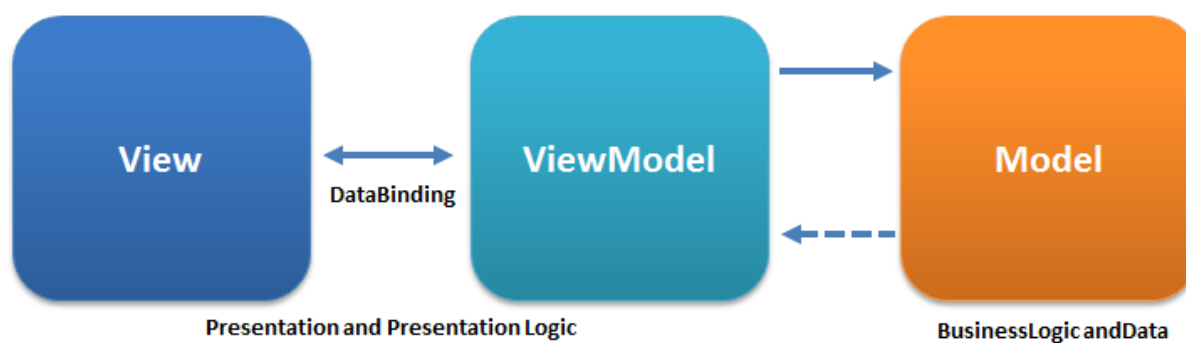 View
ViewModel
Model
DataBinding
Presentation and Presentation Logic
BusinessLogic andData